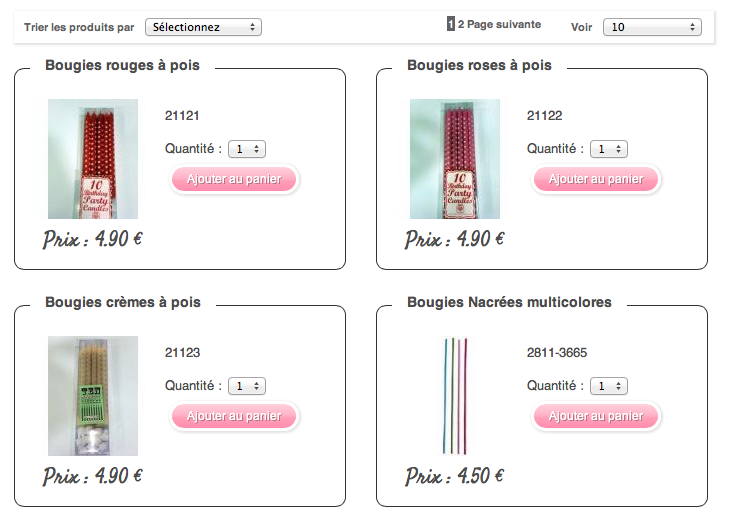 Trier les produits par Sélectionnez 1 2 Page suivante Voir 10
Bougies rouges à pois
21121
Quantité : 1
Ajouter au panier
10
Birthday
Party
Candles
Prix : 4.90 €
Bougies roses à pois
21122
Quantité : 1
Ajouter au panier
10
Birthday
Party
Candles
Prix : 4.90 €
Bougies crèmes à pois
21123
Quantité : 1
Ajouter au panier
TEN
Prix : 4.90 €
Bougies Nacrées multicolores
2811-3665
Quantité : 1
Ajouter au panier
Prix : 4.50 €